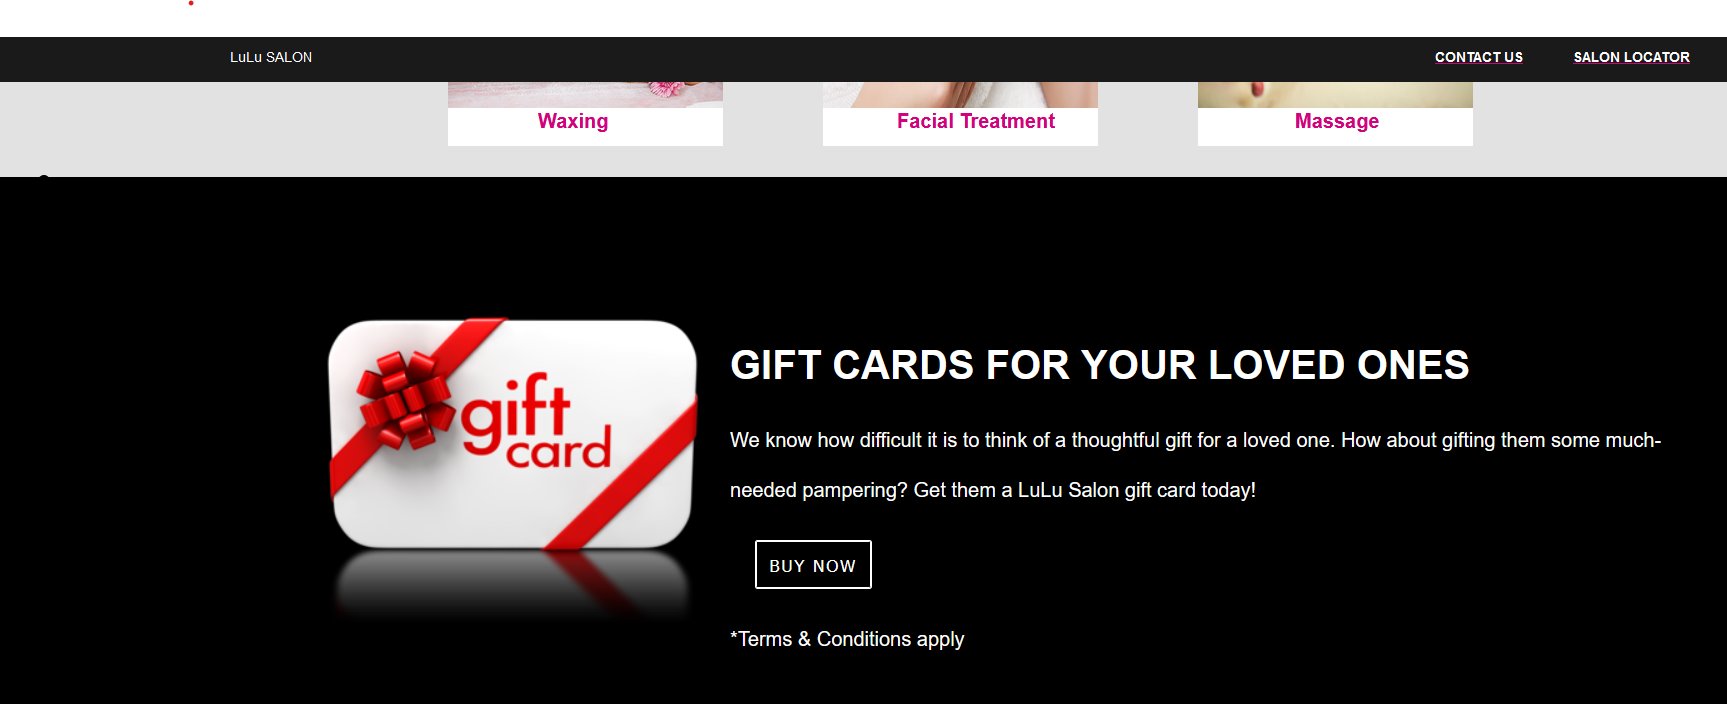 LuLu SALON
CONTACT US
SALON LOCATOR
Waxing
Facial Treatment
Massage
gift
card
GIFT CARDS FOR YOUR LOVED ONES
We know how difficult it is to think of a thoughtful gift for a loved one. How about gifting them some much-
needed pampering? Get them a LuLu Salon gift card today!
BUY NOW
*Terms & Conditions apply